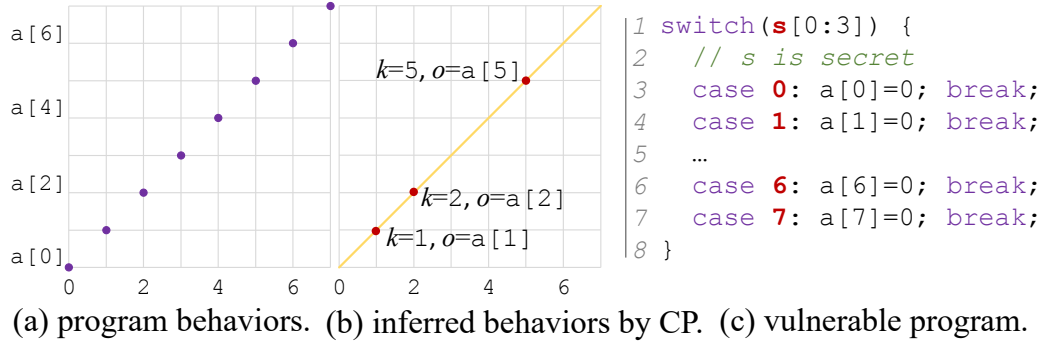 a[6]
a[4]
a[2]
a[0]
0 2 4 6
k=5, o=a[5]
k=2, o=a[2]
k=1, o=a[1]
0 2 4 6
1 switch(s[0:3]) {
2 // s is secret
3 case 0: a[0]=0; break;
4 case 1: a[1]=0; break;
5 …
6 case 6: a[6]=0; break;
7 case 7: a[7]=0; break;
8 }
(a) program behaviors. (b) inferred behaviors by CP. (c) vulnerable program.